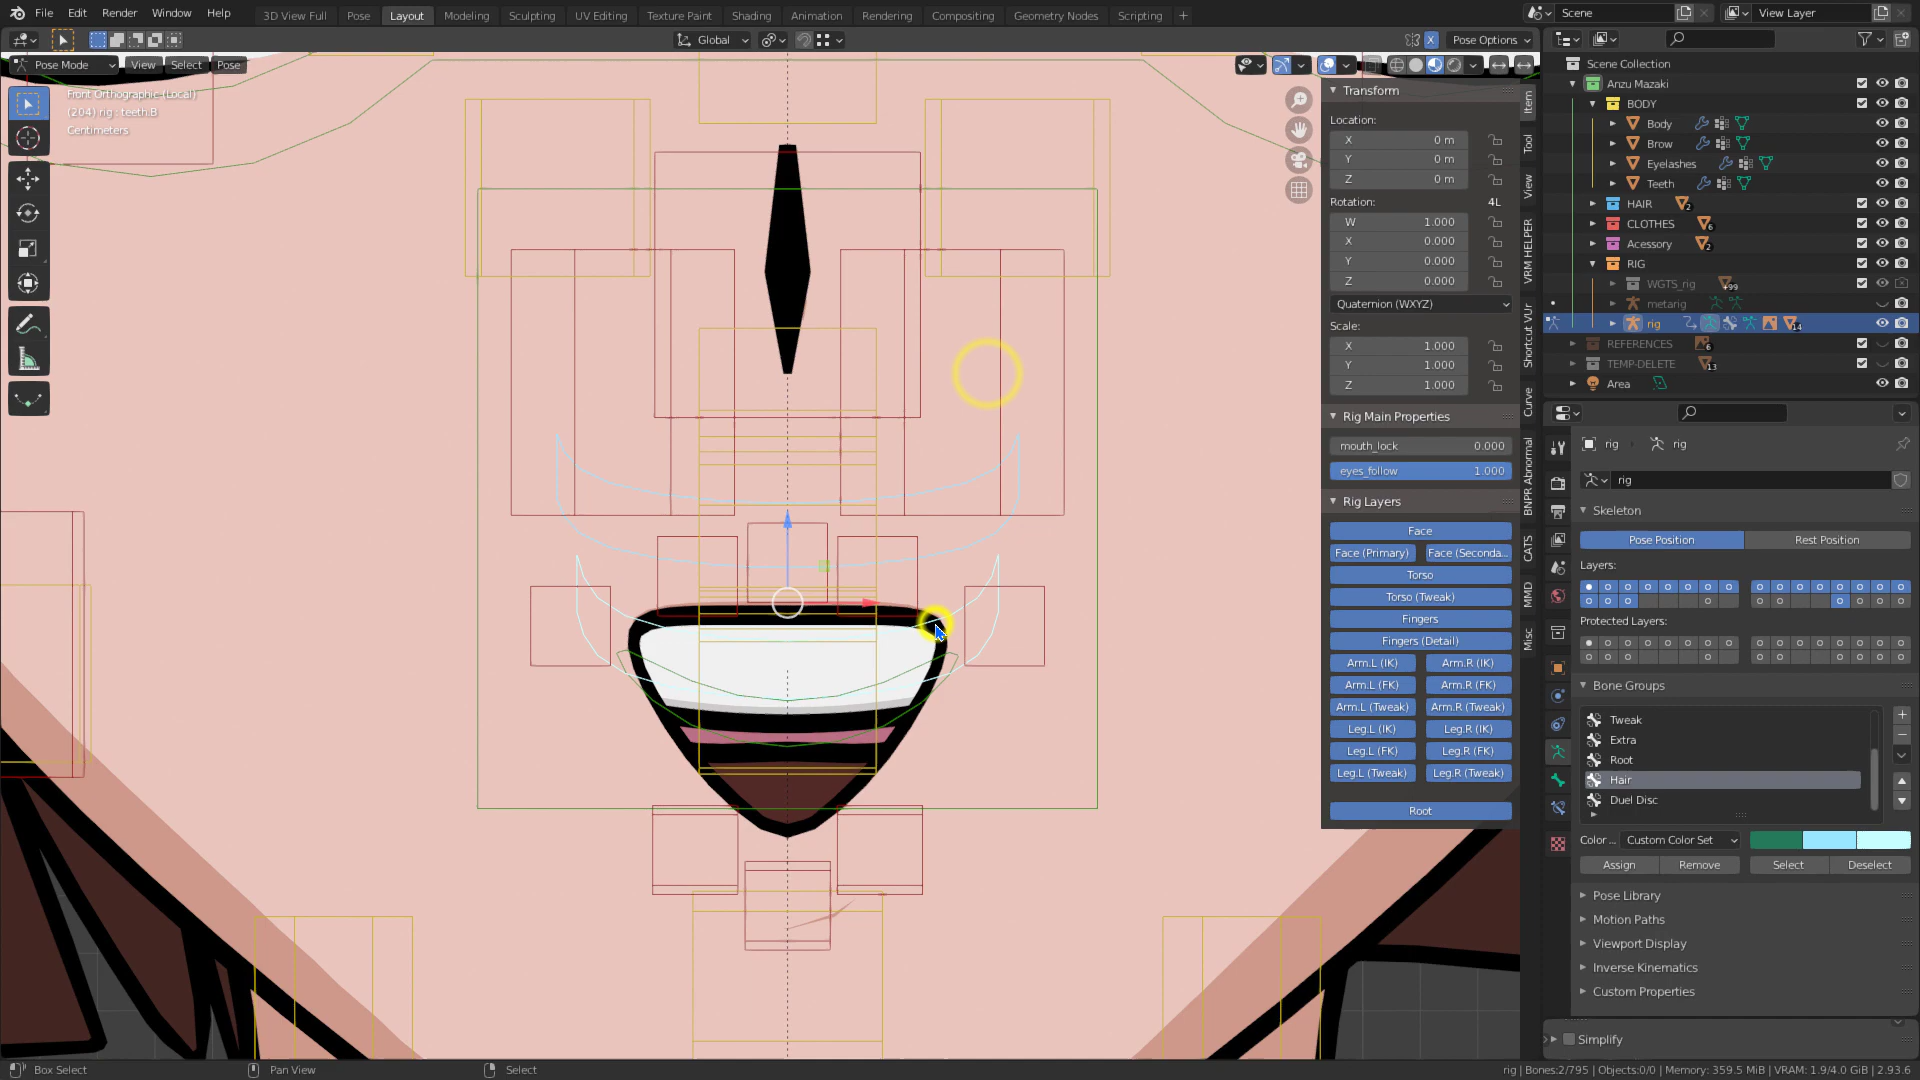 File Edit Render Window Help
3D View Full Pose Layout Modeling Sculpting UV Editing Texture Paint Shading Animation Rendering Compositing Geometry Nodes Scripting +
Scene
View Layer
Global
Pose Options
Pose Mode View Select Pose
Front Orthographic (Local)
(204) rig : teeth.B
Centimeters
Transform
Location:
X 0 m
Y 0 m
Z 0 m
Rotation: 4L
W 1.000
X 0.000
Y 0.000
Z 0.000
Quaternion (WXYZ)
Scale:
X 1.000
Y 1.000
Z 1.000
Rig Main Properties
mouth_lock 0.000
eyes_follow 1.000
Rig Layers
Face
Face (Primary) Face (Seconda...
Torso
Torso (Tweak)
Fingers
Fingers (Detail)
Arm.L (IK) Arm.R (IK)
Arm.L (FK) Arm.R (FK)
Arm.L (Tweak) Arm.R (Tweak)
Leg.L (IK) Leg.R (IK)
Leg.L (FK) Leg.R (FK)
Leg.L (Tweak) Leg.R (Tweak)
Root
Item
Tool
View
VRM HELPER
Shortcut VUr
Curve
BNPR Abnormal
CATS
MMD
Misc
Scene Collection
Anzu Mazaki
BODY
Body
Brow
Eyelashes
Teeth
HAIR 2
CLOTHES 6
Acessory 2
RIG
WGTS_rig +99
metarig
rig 14
REFERENCES 6
TEMP-DELETE 13
Area
rig rig
rig
Skeleton
Pose Position Rest Position
Layers:
Protected Layers:
Bone Groups
Tweak
Extra
Root
Hair
Duel Disc
Color ... Custom Color Set
Assign Remove Select Deselect
Pose Library
Motion Paths
Viewport Display
Inverse Kinematics
Custom Properties
Simplify
Box Select Pan View Select
rig | Bones:2/795 | Objects:0/0 | Memory: 359.5 MiB | VRAM: 1.9/4.0 GiB | 2.93.6